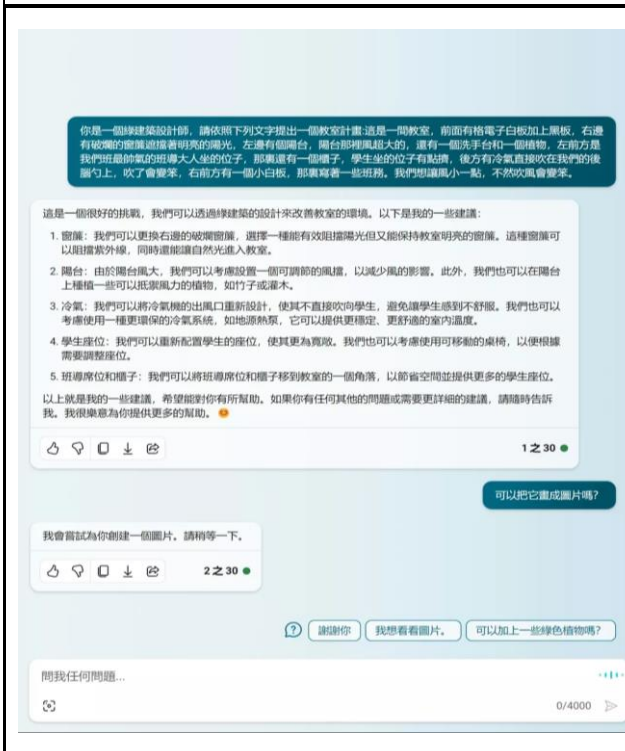 你是一個綠建築設計師，請依照下列文字提出一個教室計畫:這是一間教室，前面有格電子白板加上黑板，右邊
有破爛的窗簾遮擋著明亮的陽光，左邊有個陽台，陽台那裡風超大的，還有一個洗手台和一個植物，左前方是
我們班最帥氣的班導大人坐的位子，那裏還有一個櫃子，學生坐的位子有點擠，後方有冷氣直接吹在我們的後
腦勺上，吹了會變笨，右前方有一個小白板，那裏寫著一些班務。我們想讓風小一點，不然吹風會變笨。
這是一個很好的挑戰，我們可以透過綠建築的設計來改善教室的環境。以下是我的一些建議：
1. 窗簾：我們可以更換右邊的破爛窗簾，選擇一種能有效阻擋陽光但又能保持教室明亮的窗簾。這種窗簾可
以阻擋紫外線，同時還能讓自然光進入教室。
2. 陽台：由於陽台風大，我們可以考慮設置一個可調節的風擋，以減少風的影響。此外，我們也可以在陽台
上種植一些可以抵禦風力的植物，如竹子或灌木。
3. 冷氣：我們可以將冷氣機的出風口重新設計，使其不直接吹向學生，避免讓學生感到不舒服。我們也可以
考慮使用一種更環保的冷氣系統，如地源熱泵，它可以提供更穩定、更舒適的室內溫度。
4. 學生座位：我們可以重新配置學生的座位，使其更為寬敞。我們也可以考慮使用可移動的桌椅，以便根據
需要調整座位。
5. 班導席位和櫃子：我們可以將班導席位和櫃子移到教室的一個角落，以節省空間並提供更多的學生座位。
以上就是我的一些建議，希望能對你有所幫助。如果你有任何其他的問題或需要更詳細的建議，請隨時告訴
我。我很樂意為你提供更多的幫助。😊
1 之 30
可以把它畫成圖片嗎?
我會嘗試為你創建一個圖片。請稍等一下。
2 之 30
謝謝你 我想看看圖片。 可以加上一些綠色植物嗎?
問我任何問題...
0/4000